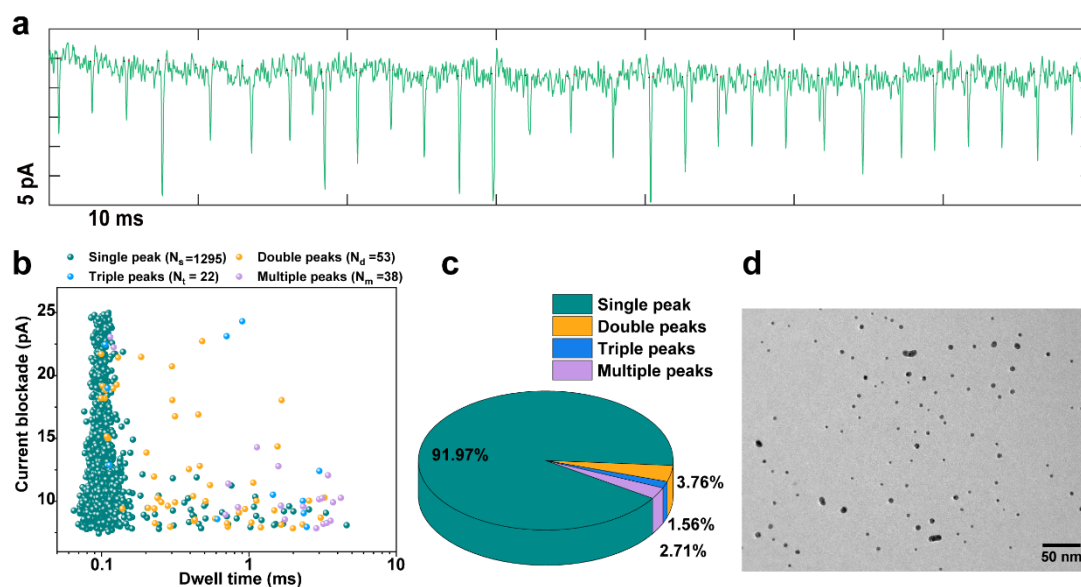 a
5 pA
10 ms
b
Single peak (Ns=1295)
Double peaks (Nd=53)
Triple peaks (Nt = 22)
Multiple peaks (Nm =38)
Current blockade (pA)
25
20
15
10
0.1
1
10
Dwell time (ms)
c
Single peak
Double peaks
Triple peaks
Multiple peaks
91.97%
3.76%
1.56%
2.71%
d
50 nm